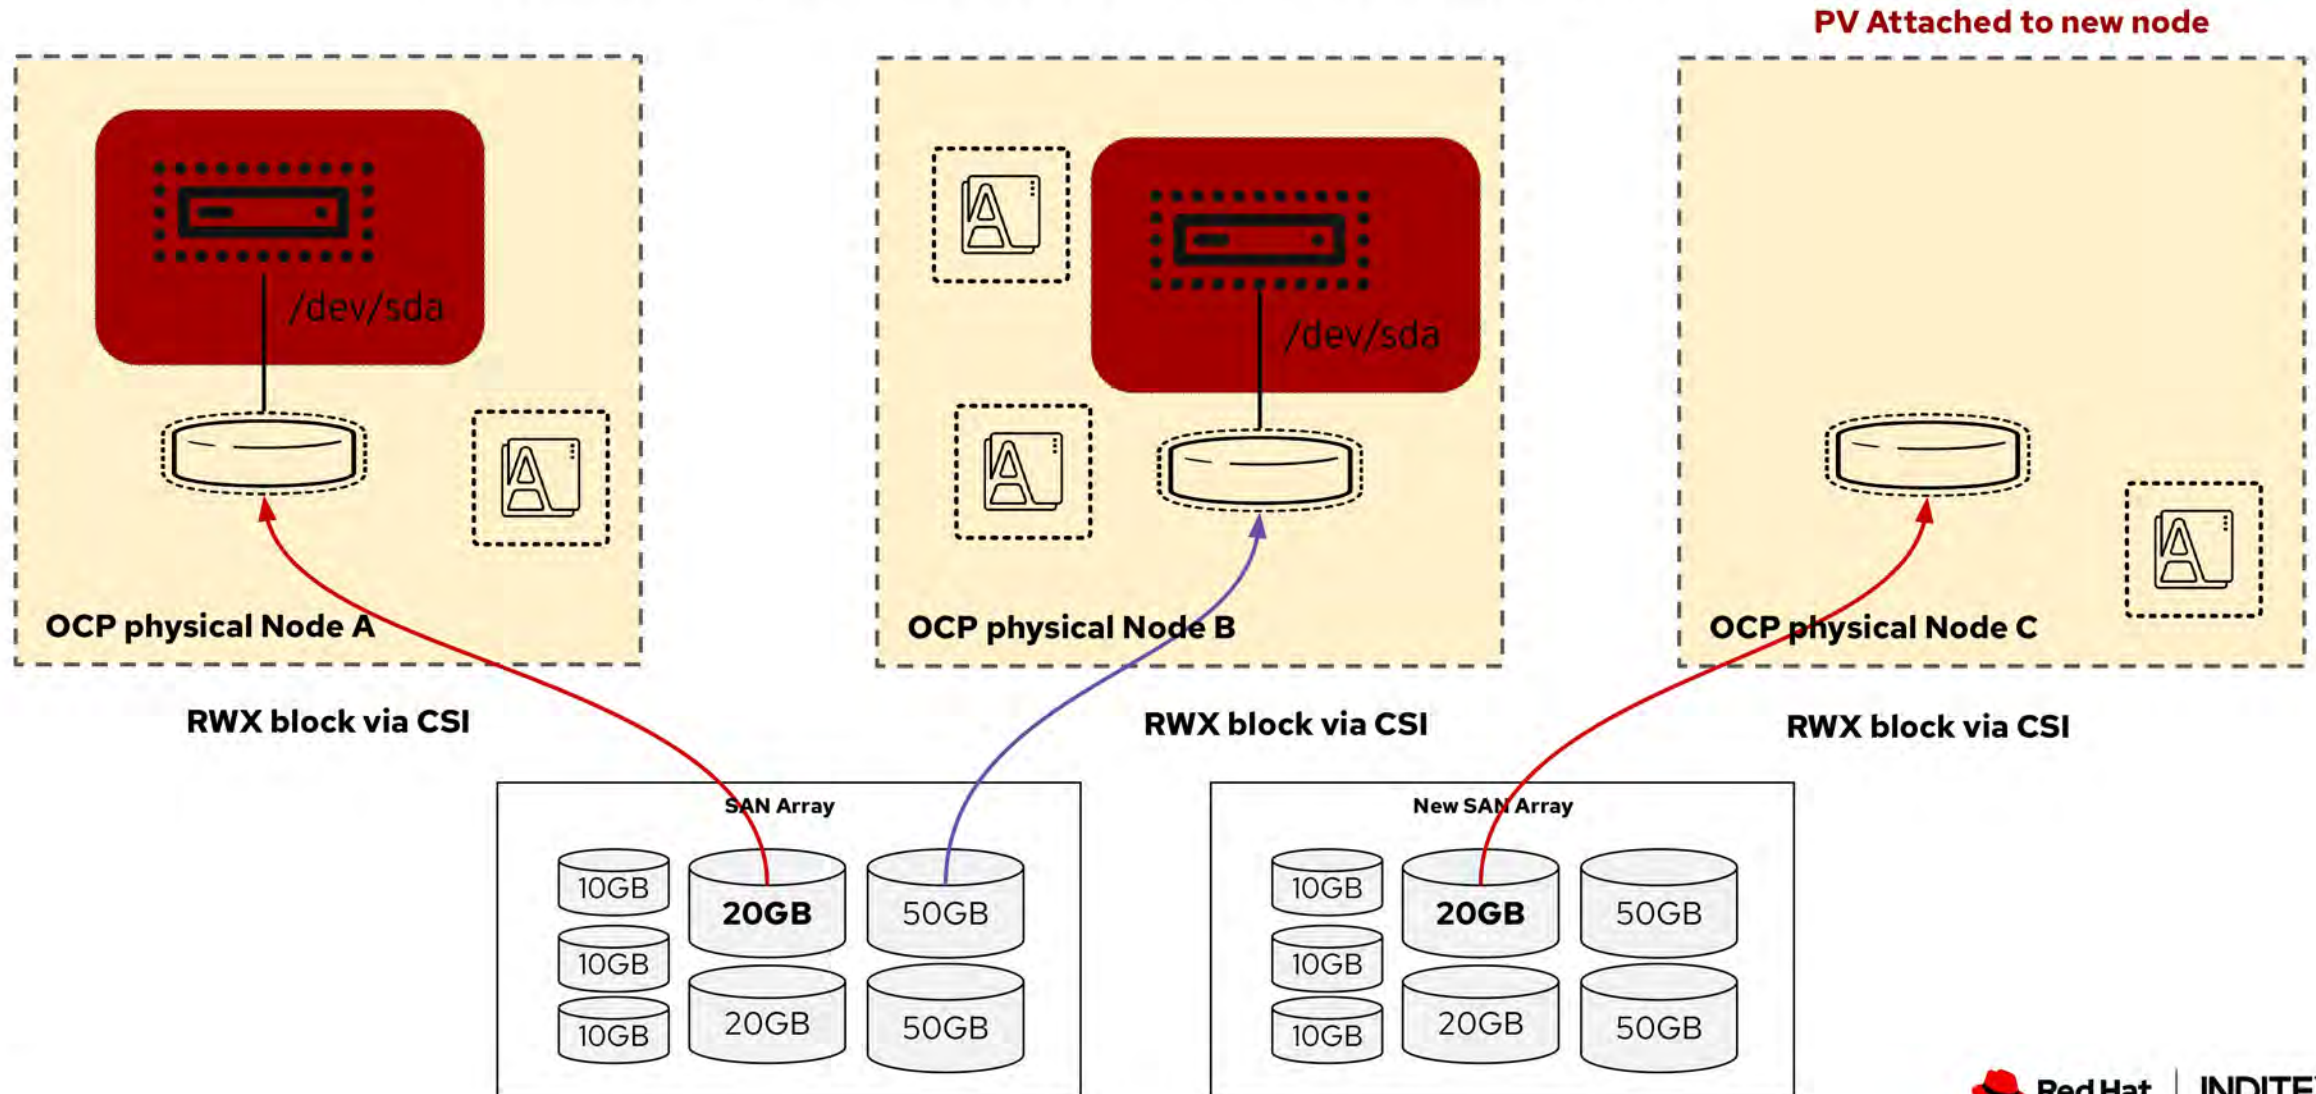 PV Attached to new node
/dev/sda
/dev/sda
OCP physical Node A
OCP physical Node B
OCP physical Node C
RWX block via CSI
RWX block via CSI
RWX block via CSI
SAN Array
10GB
20GB
50GB
10GB
10GB
20GB
50GB
New SAN Array
10GB
20GB
50GB
10GB
10GB
20GB
50GB
Red Hat
INDITEX